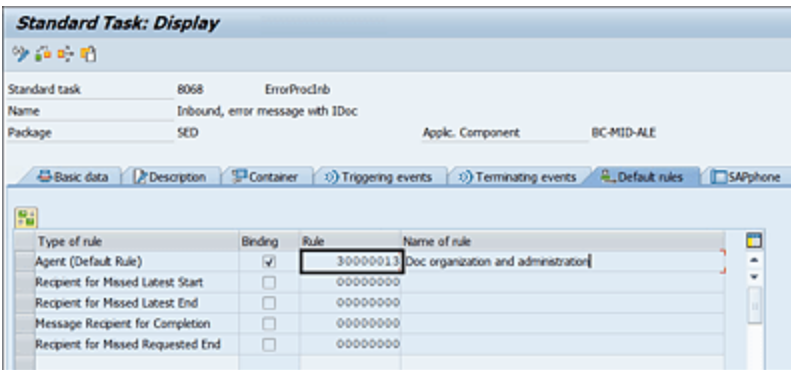 Standard Task: Display
Standard task 8068 ErrorProcInb
Name Inbound, error message with IDoc
Package SED Applic. Component BC-MID-ALE
Basic data Description Container Triggering events Terminating events Default rules SAPphone
Type of rule Binding Rule Name of rule
Agent (Default Rule) 30000013 Doc organization and administration
Recipient for Missed Latest Start 00000000
Recipient for Missed Latest End 00000000
Message Recipient for Completion 00000000
Recipient for Missed Requested End 00000000